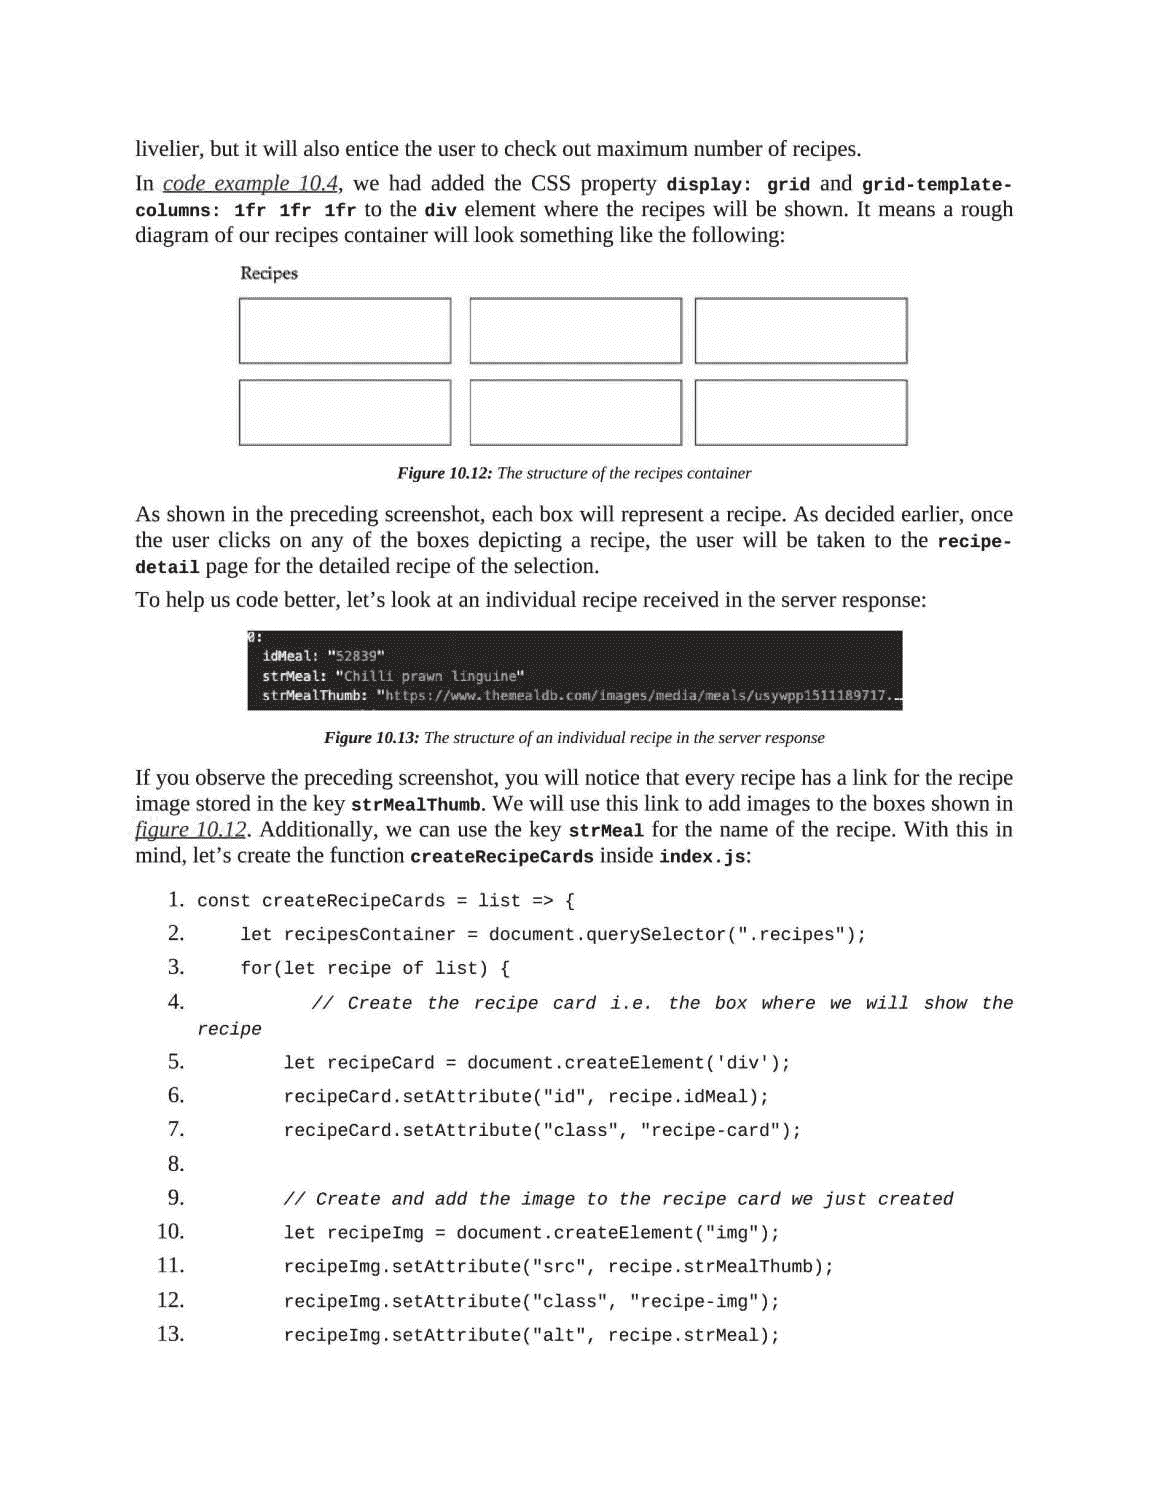 livelier, but it will also entice the user to check out maximum number of recipes.
In code example 10.4, we had added the CSS property display: grid and grid-template-
columns: 1fr 1fr 1fr to the div element where the recipes will be shown. It means a rough
diagram of our recipes container will look something like the following:
Recipes
Figure 10.12: The structure of the recipes container
As shown in the preceding screenshot, each box will represent a recipe. As decided earlier, once
the user clicks on any of the boxes depicting a recipe, the user will be taken to the recipe-
detail page for the detailed recipe of the selection.
To help us code better, let’s look at an individual recipe received in the server response:
0:
idMeal: "52839"
strMeal: "Chilli prawn linguine"
strMealThumb: "https://www.themealdb.com/images/media/meals/usywpp1511189717.…
Figure 10.13: The structure of an individual recipe in the server response
If you observe the preceding screenshot, you will notice that every recipe has a link for the recipe
image stored in the key strMealThumb. We will use this link to add images to the boxes shown in
figure 10.12. Additionally, we can use the key strMeal for the name of the recipe. With this in
mind, let’s create the function createRecipeCards inside index.js:
1. const createRecipeCards = list => {
2. let recipesContainer = document.querySelector(".recipes");
3. for(let recipe of list) {
4. // Create the recipe card i.e. the box where we will show the
recipe
5. let recipeCard = document.createElement('div');
6. recipeCard.setAttribute("id", recipe.idMeal);
7. recipeCard.setAttribute("class", "recipe-card");
8.
9. // Create and add the image to the recipe card we just created
10. let recipeImg = document.createElement("img");
11. recipeImg.setAttribute("src", recipe.strMealThumb);
12. recipeImg.setAttribute("class", "recipe-img");
13. recipeImg.setAttribute("alt", recipe.strMeal);